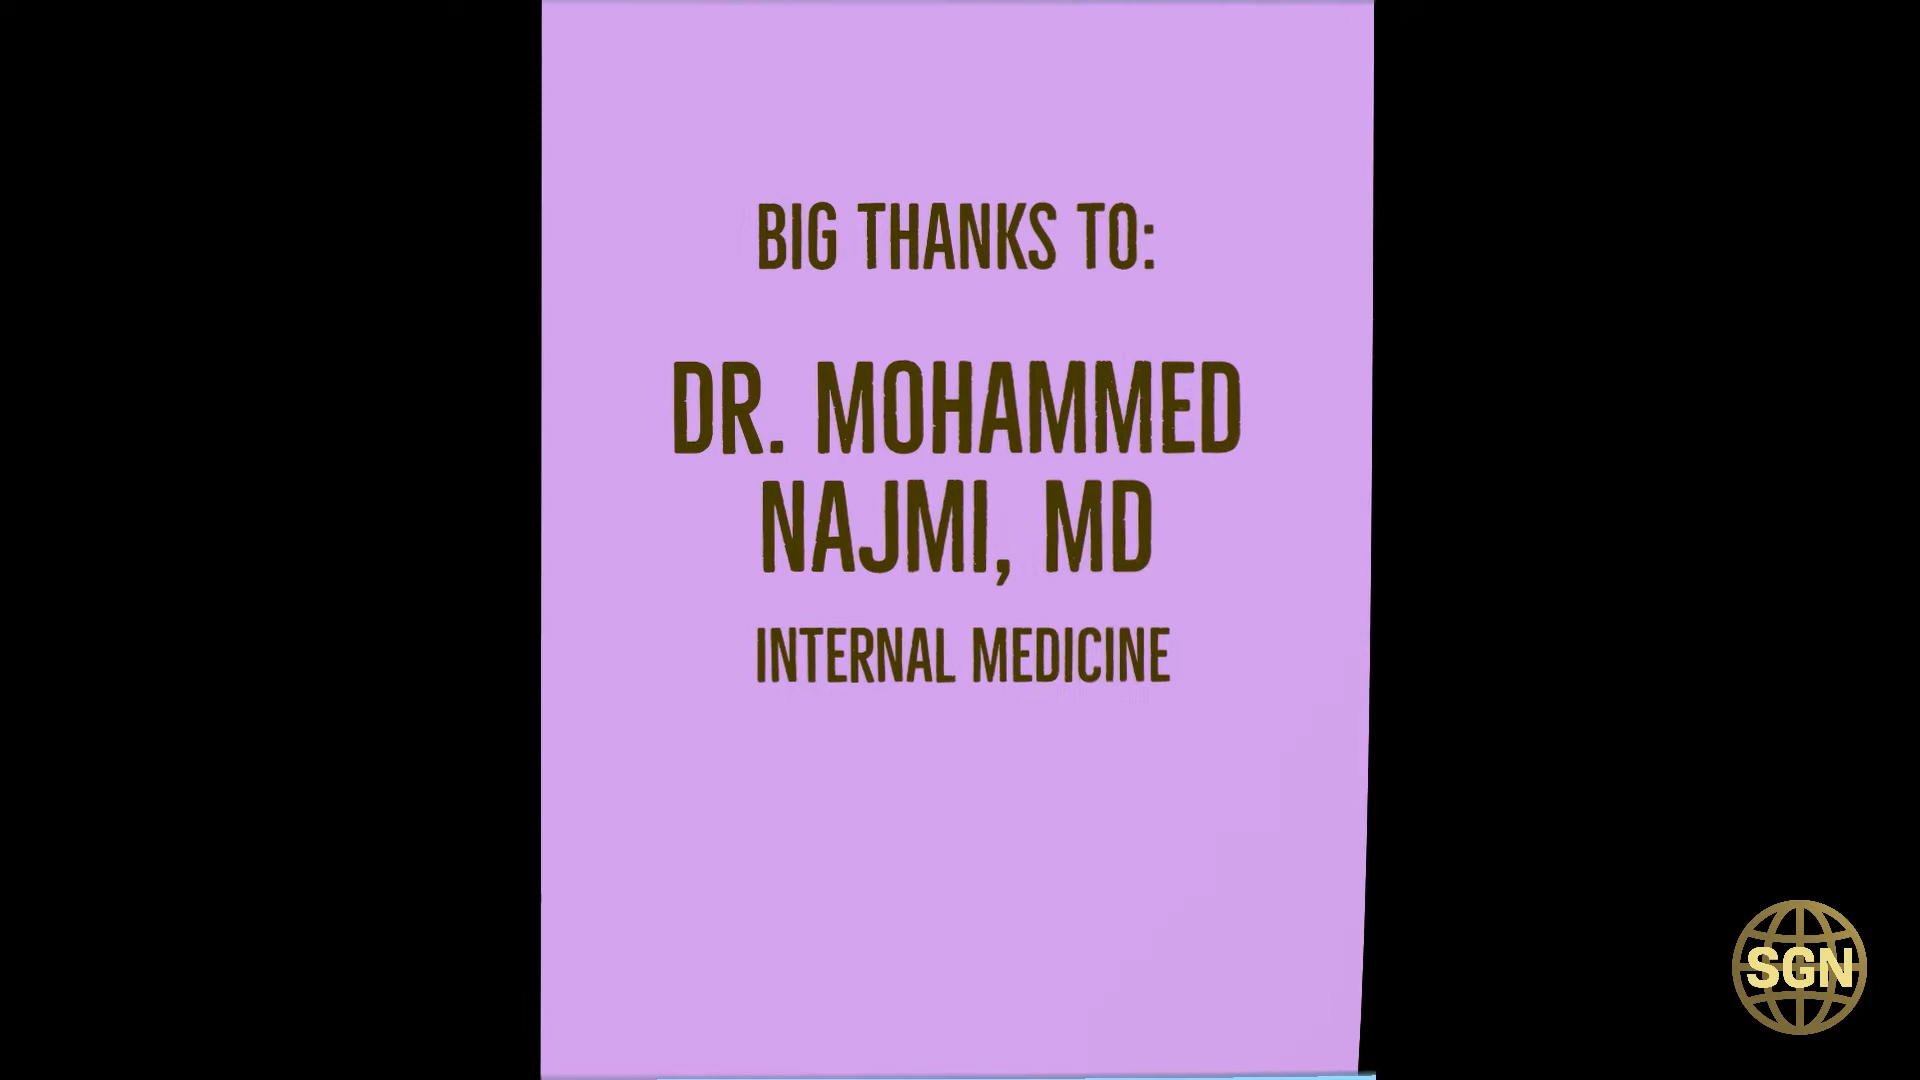 BIG THANKS TO:
DR. MOHAMMED
NAJMI, MD
INTERNAL MEDICINE
SGN